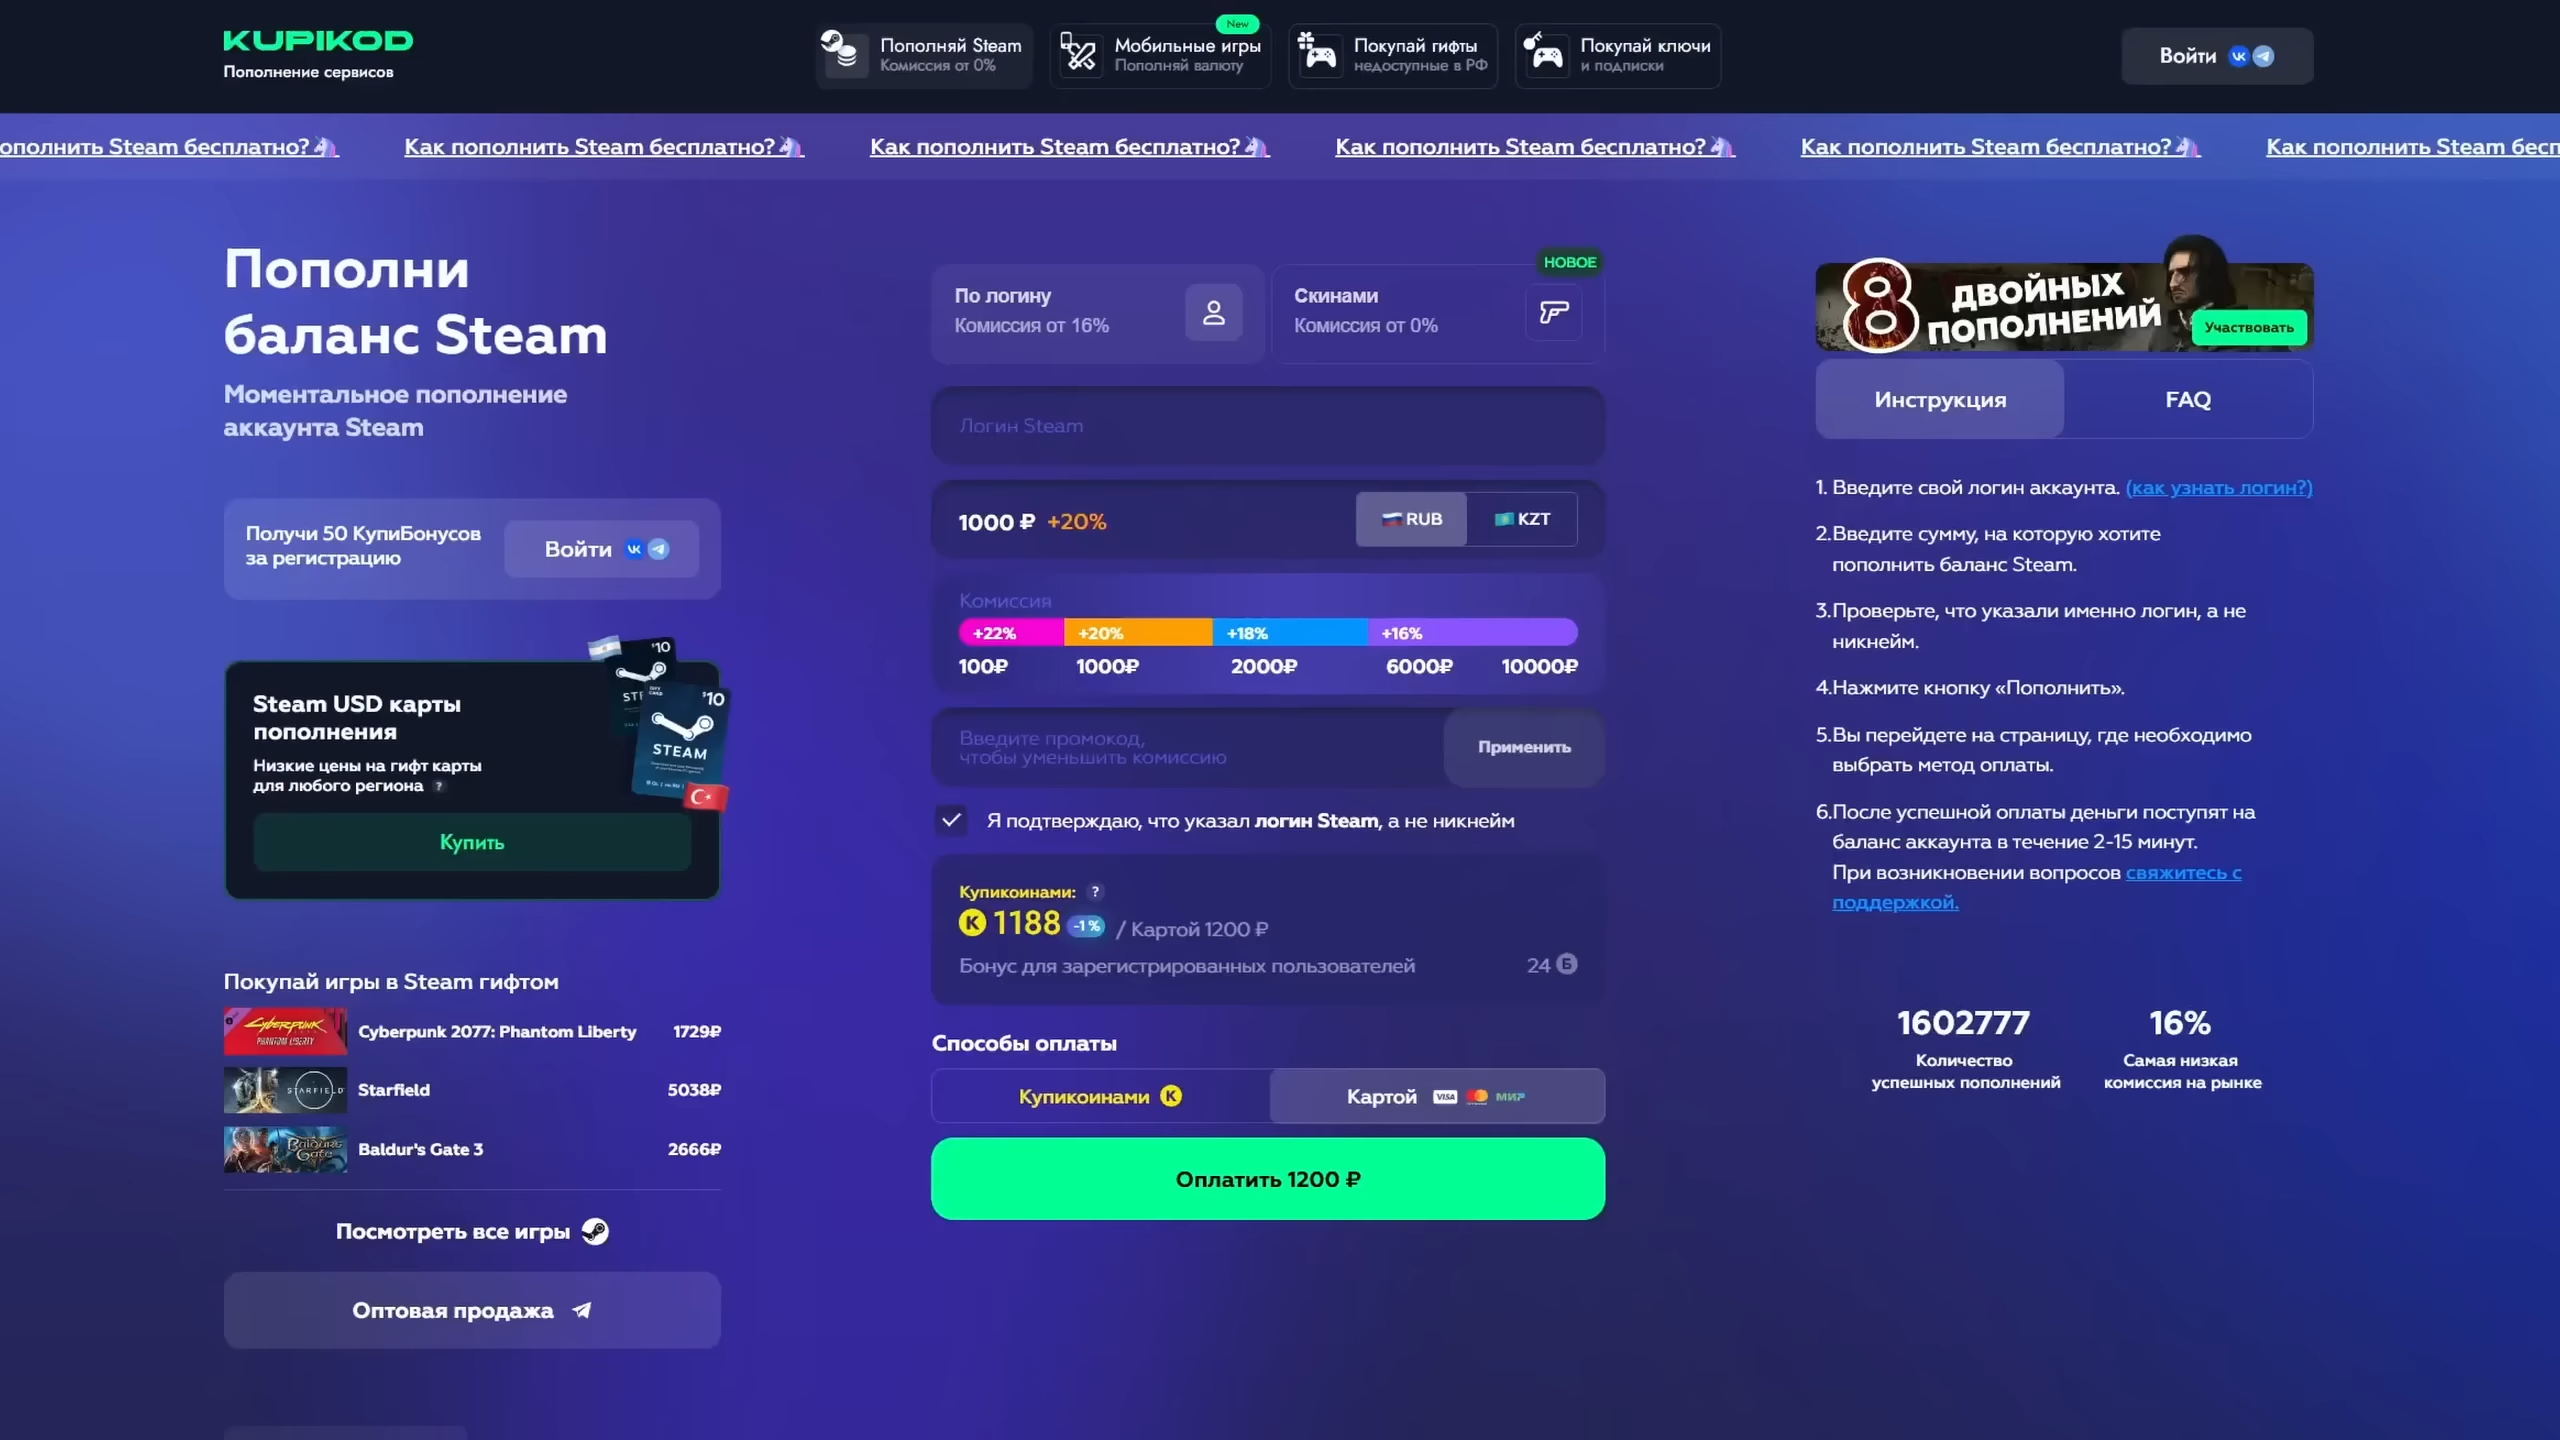 KUPIKOD
Пополнение сервисов
Пополняй Steam
Комиссия от 0%
New
Мобильные игры
Пополняй валюту
Покупай гифты
недоступные в РФ
Покупай ключи
и подписки
Войти
ополнить Steam бесплатно? Как пополнить Steam бесплатно? Как пополнить Steam бесплатно? Как пополнить Steam бесплатно? Как пополнить Steam бесплатно? Как пополнить Steam бесп
Пополни
баланс Steam
Моментальное пополнение
аккаунта Steam
Получи 50 КупиБонусов
за регистрацию
Войти
Steam USD карты
пополнения
Низкие цены на гифт карты
для любого региона ?
$10
$10
STEAM
Купить
Покупай игры в Steam гифтом
Cyberpunk
PHANTOM LIBERTY
Cyberpunk 2077: Phantom Liberty 1729₽
STARFIELD
Starfield 5038₽
Baldur's Gate
Baldur's Gate 3 2666₽
Посмотреть все игры
Оптовая продажа
По логину
Комиссия от 16%
НОВОЕ
Скинами
Комиссия от 0%
Логин Steam
1000 ₽ +20%
RUB KZT
Комиссия
+22% +20% +18% +16%
100₽ 1000₽ 2000₽ 6000₽ 10000₽
Введите промокод,
чтобы уменьшить комиссию
Применить
Я подтверждаю, что указал логин Steam, а не никнейм
Купикоинами: ?
K 1188 -1% / Картой 1200 ₽
Бонус для зарегистрированных пользователей 24 Б
Способы оплаты
Купикоинами K
Картой VISA МИР
Оплатить 1200 ₽
8 ДВОЙНЫХ
ПОПОЛНЕНИЙ
Участвовать
Инструкция
FAQ
1. Введите свой логин аккаунта. (как узнать логин?)
2.Введите сумму, на которую хотите
пополнить баланс Steam.
3.Проверьте, что указали именно логин, а не
никнейм.
4.Нажмите кнопку «Пополнить».
5.Вы перейдете на страницу, где необходимо
выбрать метод оплаты.
6.После успешной оплаты деньги поступят на
баланс аккаунта в течение 2-15 минут.
При возникновении вопросов свяжитесь с
поддержкой.
1602777
Количество
успешных пополнений
16%
Самая низкая
комиссия на рынке